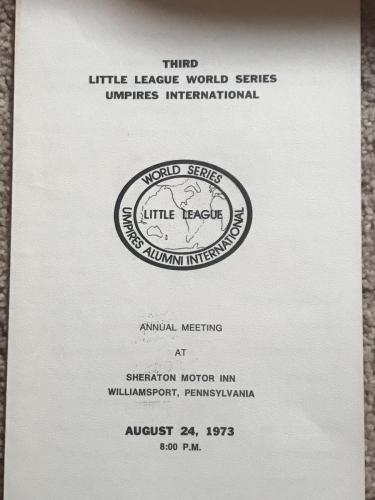 THIRD
LITTLE LEAGUE WORLD SERIES
UMPIRES INTERNATIONAL
WORLD SERIES
LITTLE LEAGUE
UMPIRES ALUMNI INTERNATIONAL
ANNUAL MEETING
AT
SHERATON MOTOR INN
WILLIAMSPORT, PENNSYLVANIA
AUGUST 24, 1973
8:00 P.M.